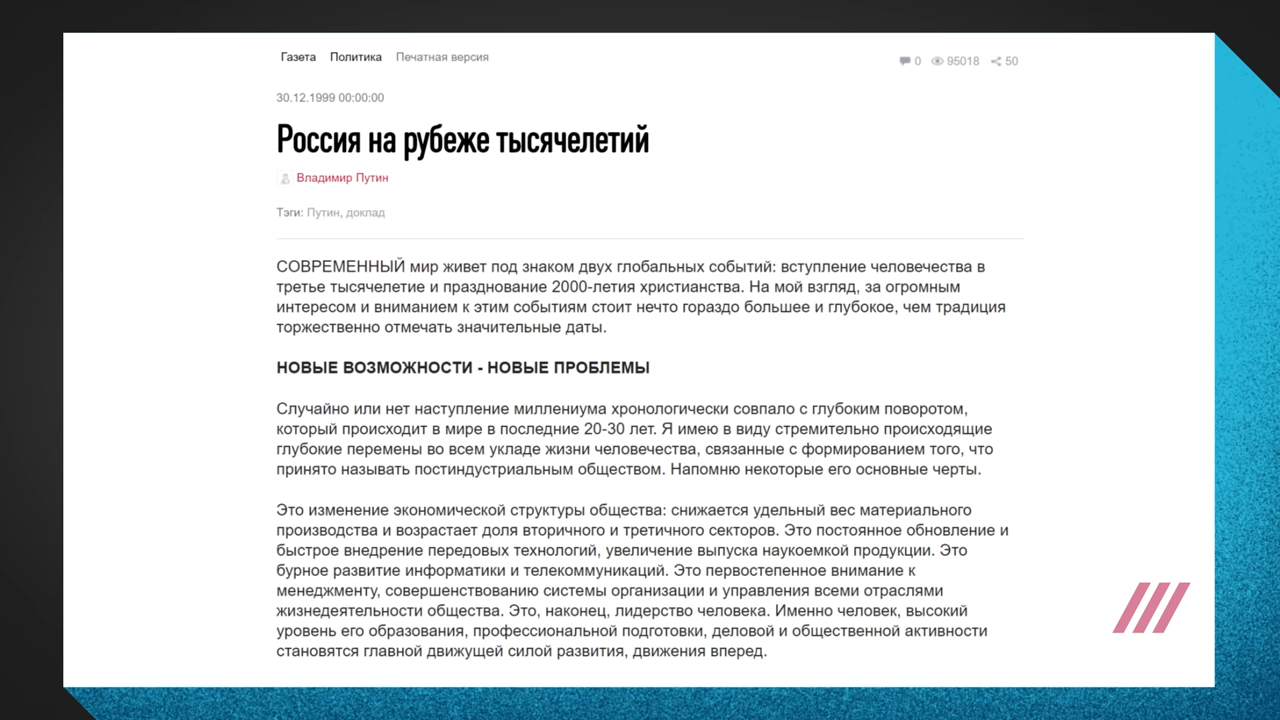 Газета Политика Печатная версия
0 95018 50
30.12.1999 00:00:00
Россия на рубеже тысячелетий
Владимир Путин
Тэги: Путин, доклад
СОВРЕМЕННЫЙ мир живет под знаком двух глобальных событий: вступление человечества в
третье тысячелетие и празднование 2000-летия христианства. На мой взгляд, за огромным
интересом и вниманием к этим событиям стоит нечто гораздо большее и глубокое, чем традиция
торжественно отмечать значительные даты.
НОВЫЕ ВОЗМОЖНОСТИ - НОВЫЕ ПРОБЛЕМЫ
Случайно или нет наступление миллениума хронологически совпало с глубоким поворотом,
который происходит в мире в последние 20-30 лет. Я имею в виду стремительно происходящие
глубокие перемены во всем укладе жизни человечества, связанные с формированием того, что
принято называть постиндустриальным обществом. Напомню некоторые его основные черты.
Это изменение экономической структуры общества: снижается удельный вес материального
производства и возрастает доля вторичного и третичного секторов. Это постоянное обновление и
быстрое внедрение передовых технологий, увеличение выпуска наукоемкой продукции. Это
бурное развитие информатики и телекоммуникаций. Это первостепенное внимание к
менеджменту, совершенствованию системы организации и управления всеми отраслями
жизнедеятельности общества. Это, наконец, лидерство человека. Именно человек, высокий
уровень его образования, профессиональной подготовки, деловой и общественной активности
становятся главной движущей силой развития, движения вперед.